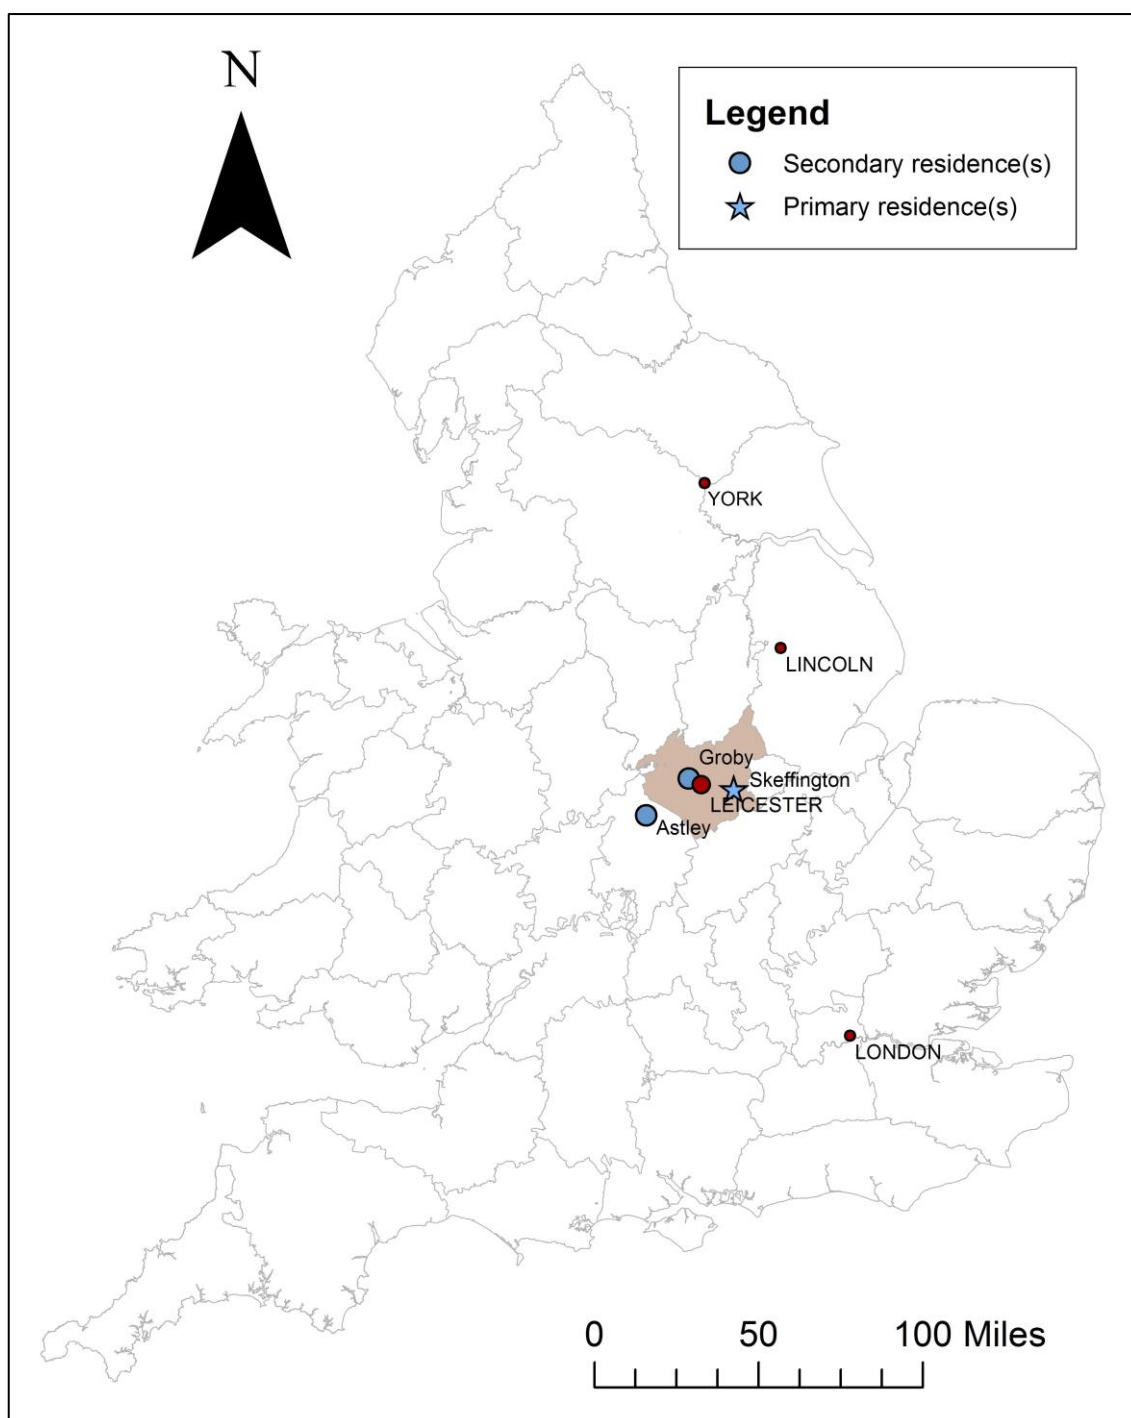 N
Legend
Secondary residence(s)
Primary residence(s)
YORK
LINCOLN
Groby
Skeffington
LEICESTER
Astley
LONDON
0 50 100 Miles